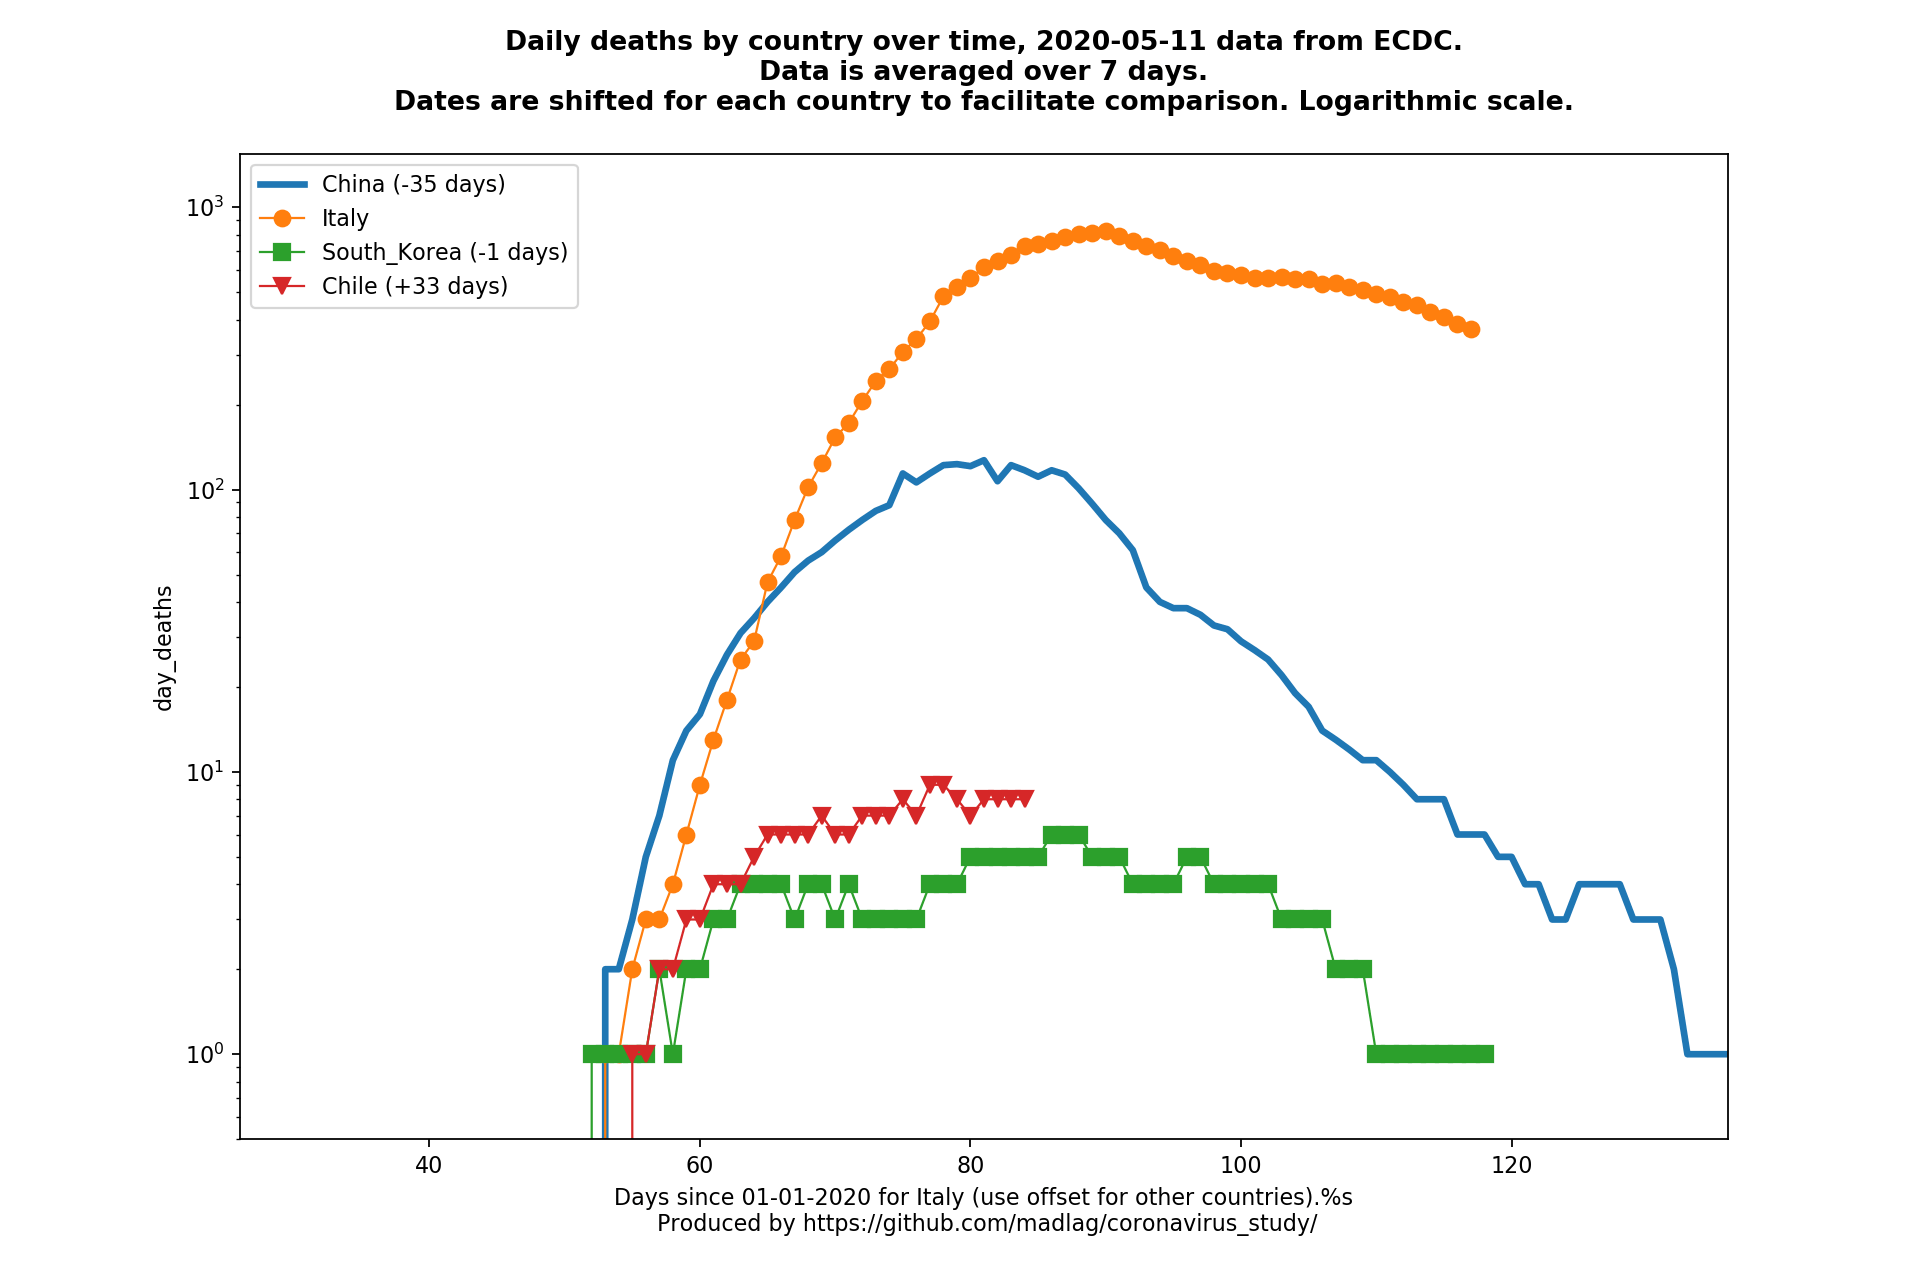 Daily deaths by country over time, 2020-05-11 data from ECDC.
Data is averaged over 7 days.
Dates are shifted for each country to facilitate comparison. Logarithmic scale.
China (-35 days)
Italy
South_Korea (-1 days)
Chile (+33 days)
10³
10²
10¹
10⁰
day_deaths
40 60 80 100 120
Days since 01-01-2020 for Italy (use offset for other countries).%s
Produced by https://github.com/madlag/coronavirus_study/